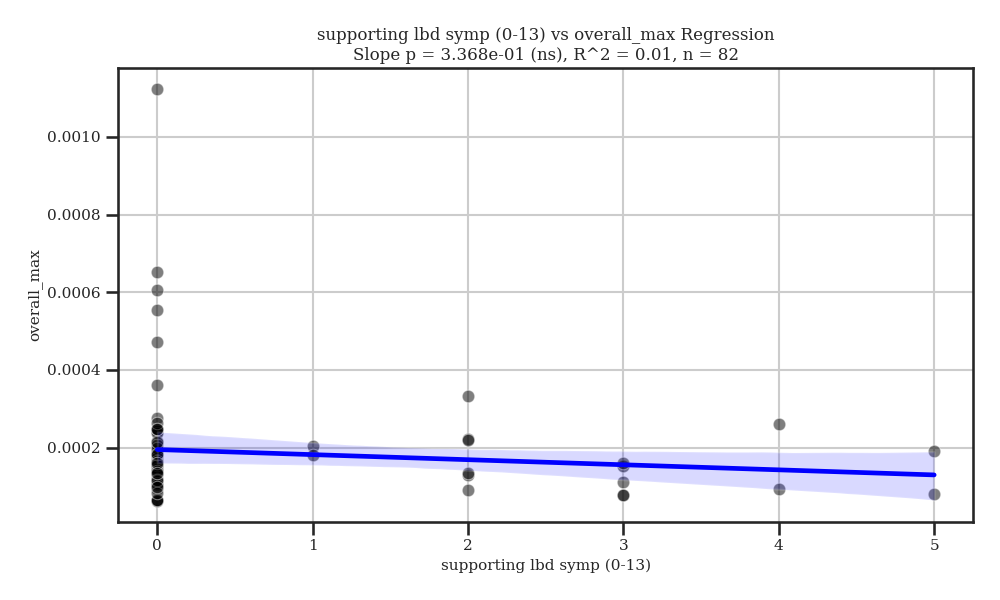 supporting lbd symp (0-13) vs overall_max Regression
Slope p = 3.368e-01 (ns), R^2 = 0.01, n = 82
overall_max
0.0010
0.0008
0.0006
0.0004
0.0002
0 1 2 3 4 5
supporting lbd symp (0-13)